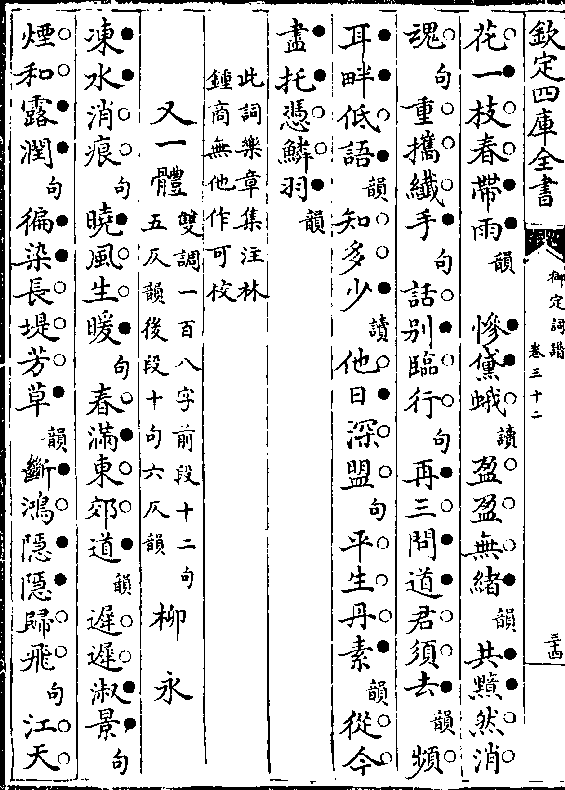 欽定四庫全書
御定詞譜
卷三十二
三十四
花一枝春帶雨韻 慘黛蛾讀盈盈無緒韻共黯然消
魂句重攜纖手句話别臨行句再三問道君須去韻頻
耳畔低語韻知多少讀他日深盟句平生丹素韻從今
盡托憑鱗羽韻
此詞樂章集注林
鍾商無他作可校
又一體雙調一百八字前段十二句
五仄韻後段十句六仄韻 柳永
凍水消痕句曉風生暖句春滿東郊道韻遲遲淑景句
煙和露潤句徧染長堤芳草韻斷鴻隱隱歸飛句江天